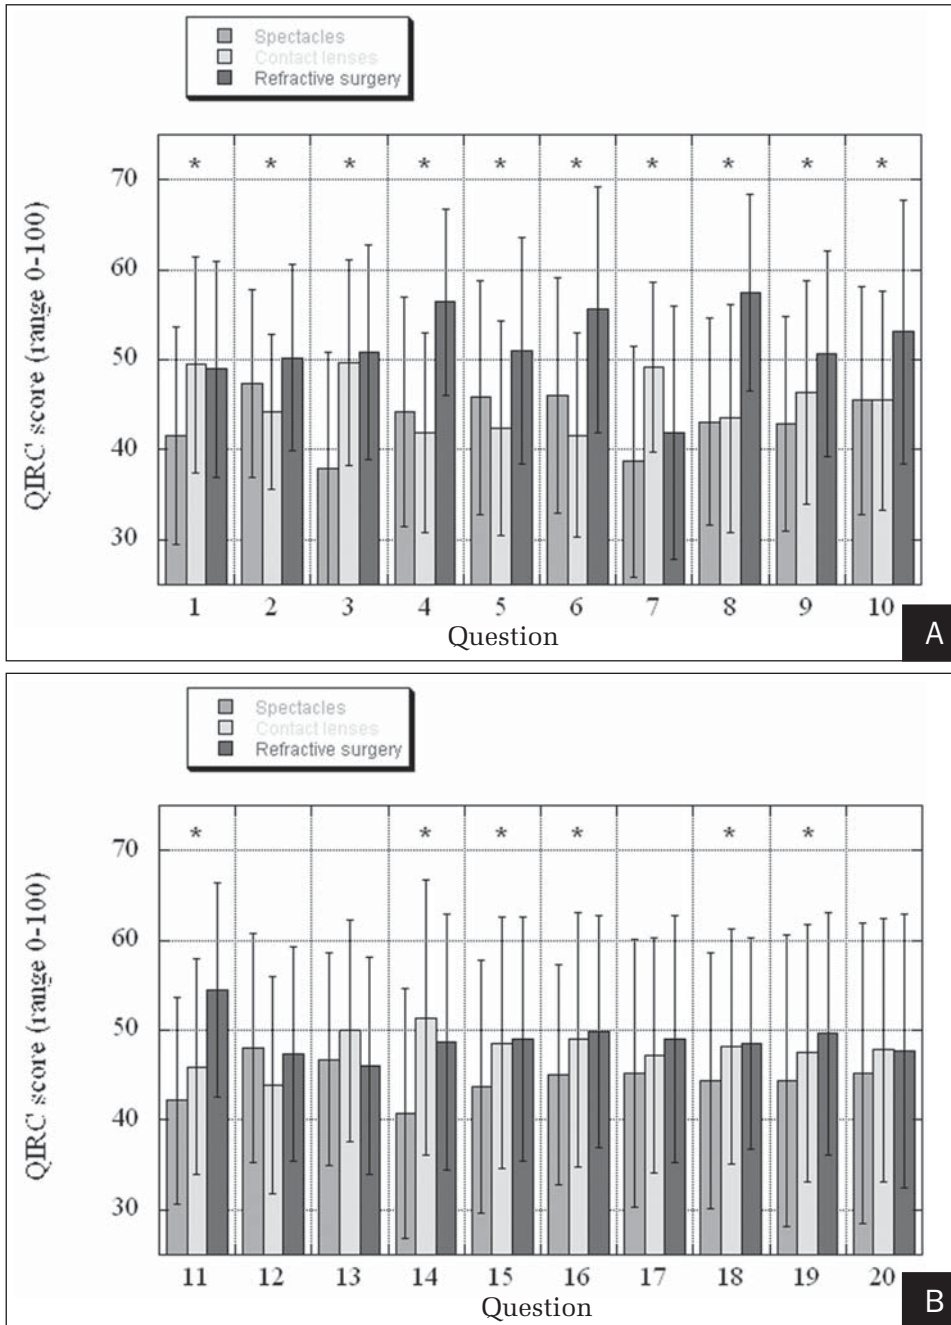 Spectacles
Contact lenses
Refractive surgery
* * * * * * * * * *
70
60
50
40
30
QIRC score (range 0-100)
1 2 3 4 5 6 7 8 9 10
Question
A
Spectacles
Contact lenses
Refractive surgery
* * * * * *
70
60
50
40
30
QIRC score (range 0-100)
11 12 13 14 15 16 17 18 19 20
Question
B